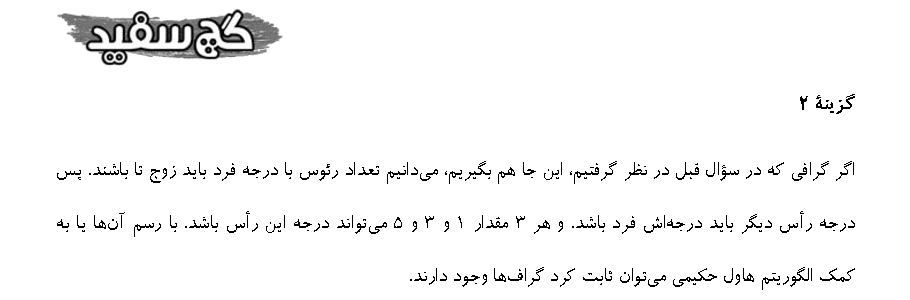 گچ سفید
گزینهٔ ۲
اگر گرافی که در سؤال قبل در نظر گرفتیم، این جا هم بگیریم، می‌دانیم تعداد رئوس با درجه فرد باید زوج تا باشند. پس
درجه رأس دیگر باید درجه‌اش فرد باشد. و هر ۳ مقدار ۱ و ۳ و ۵ می‌تواند درجه این رأس باشد. با رسم آن‌ها یا به
کمک الگوریتم هاول حکیمی می‌توان ثابت کرد گراف‌ها وجود دارند.